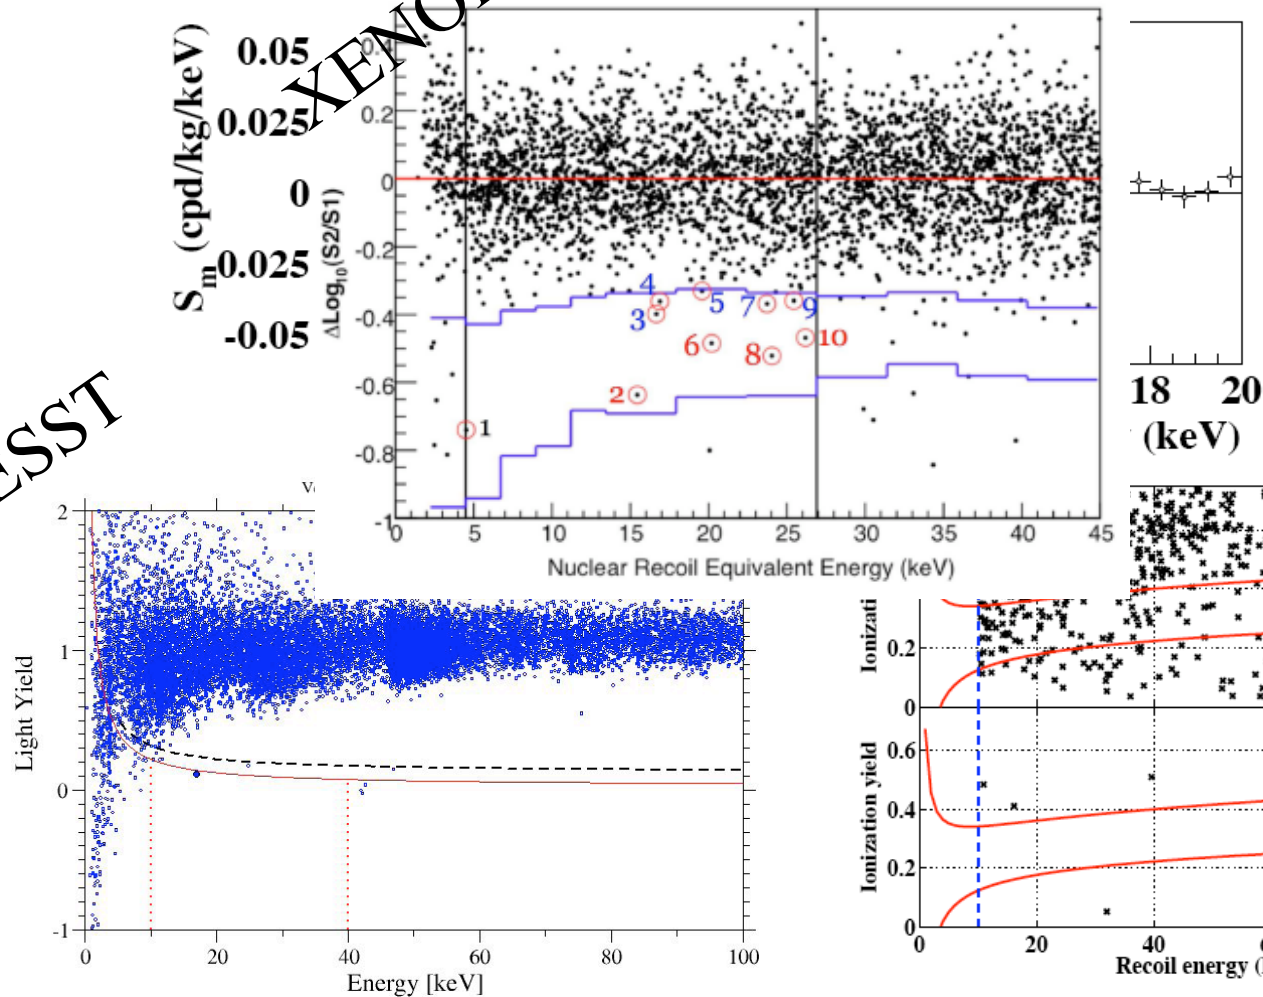 XENO
ESST
S_m (cpd/kg/keV)
0.05
0.025
0
-0.025
-0.05
ΔLog10(S2/S1)
0.4
0.2
0
-0.2
-0.4
-0.6
-0.8
-1
1
2
3
4
5
6
7
8
9
10
0 5 10 15 20 25 30 35 40 45
Nuclear Recoil Equivalent Energy (keV)
18 20
(keV)
Light Yield
2
1
0
-1
0 20 40 60 80 100
Energy [keV]
Ionizati
0.2
0
Ionization yield
0.6
0.4
0.2
0
0 20 40 6
Recoil energy (